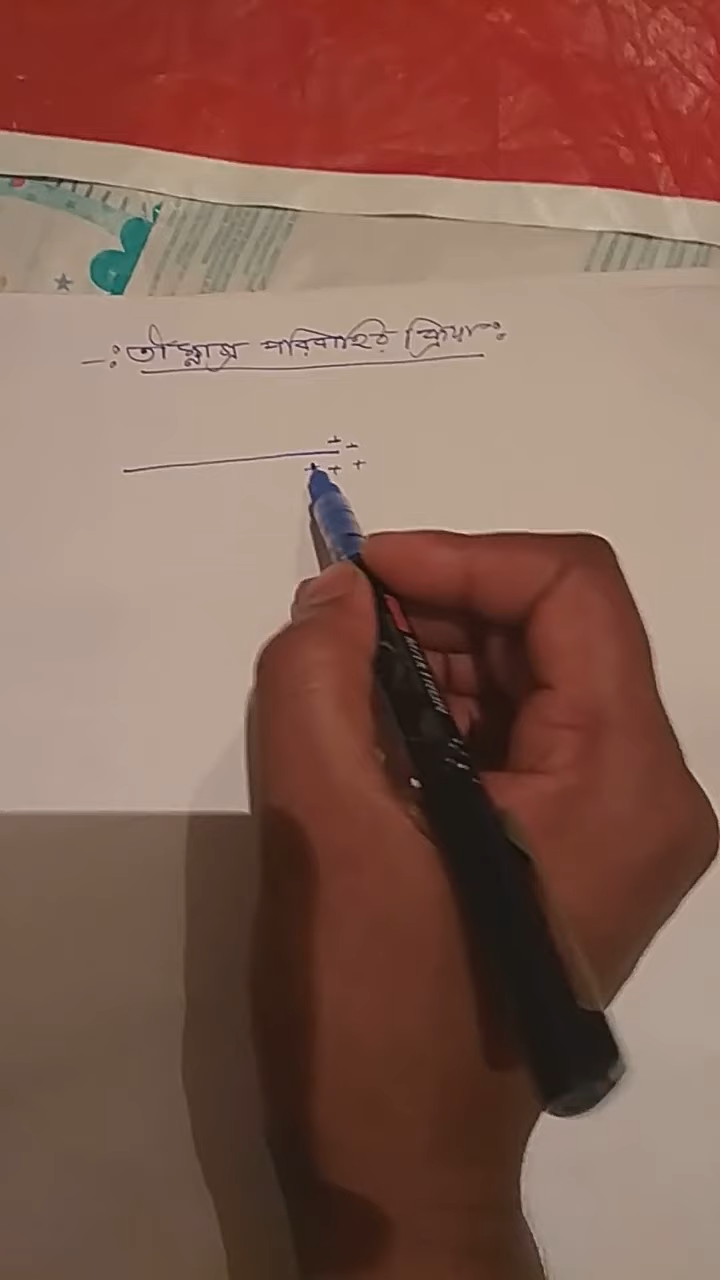 -: তীক্ষ্ণাগ্র পরিবাহির ক্রিয়া :
+ +
+ + +